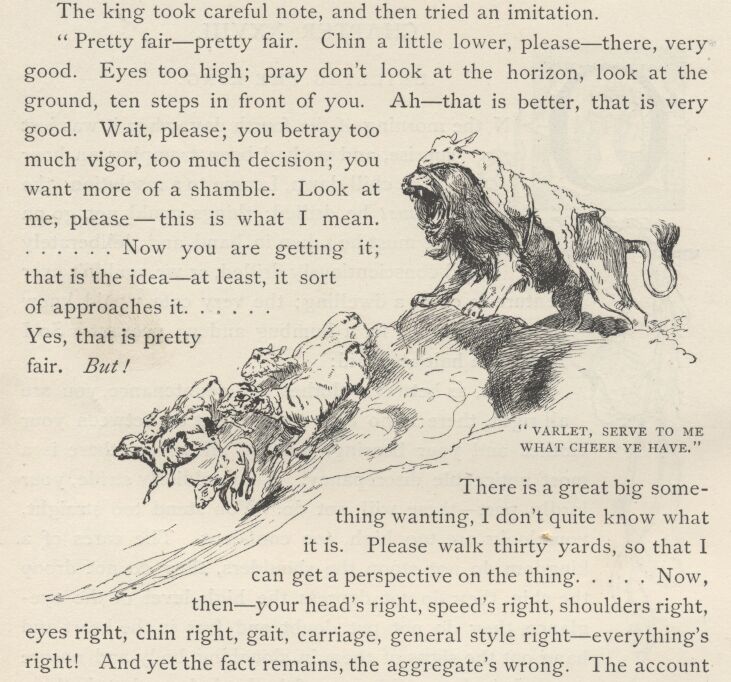 The king took careful note, and then tried an imitation.
"Pretty fair—pretty fair. Chin a little lower, please—there, very
good. Eyes too high; pray don't look at the horizon, look at the
ground, ten steps in front of you. Ah—that is better, that is very
good. Wait, please; you betray too
much vigor, too much decision; you
want more of a shamble. Look at
me, please—this is what I mean.
. . . . . . Now you are getting it;
that is the idea—at least, it sort
of approaches it. . . . . .
Yes, that is pretty
fair. But!
"VARLET, SERVE TO ME
WHAT CHEER YE HAVE."
There is a great big some-
thing wanting, I don't quite know what
it is. Please walk thirty yards, so that I
can get a perspective on the thing. . . . . Now,
then—your head's right, speed's right, shoulders right,
eyes right, chin right, gait, carriage, general style right—everything's
right! And yet the fact remains, the aggregate's wrong. The account